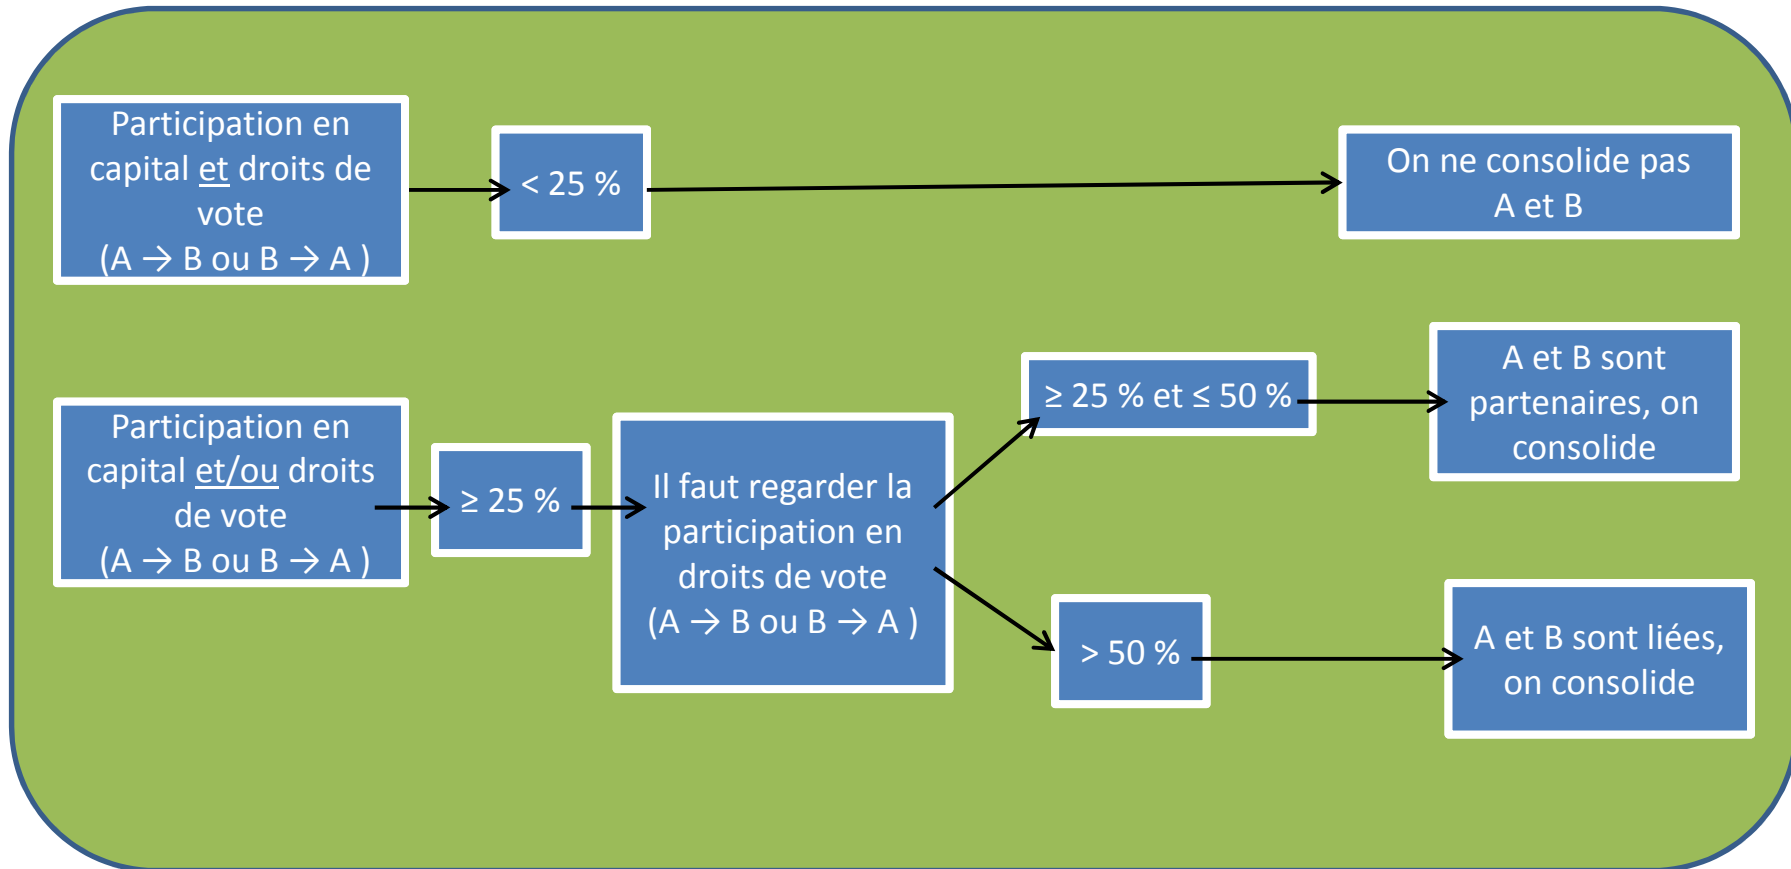 Participation en
capital et droits de
vote
(A → B ou B → A )
< 25 %
On ne consolide pas
A et B
Participation en
capital et/ou droits
de vote
(A → B ou B → A )
≥ 25 %
Il faut regarder la
participation en
droits de vote
(A → B ou B → A )
≥ 25 % et ≤ 50 %
A et B sont
partenaires, on
consolide
> 50 %
A et B sont liées,
on consolide